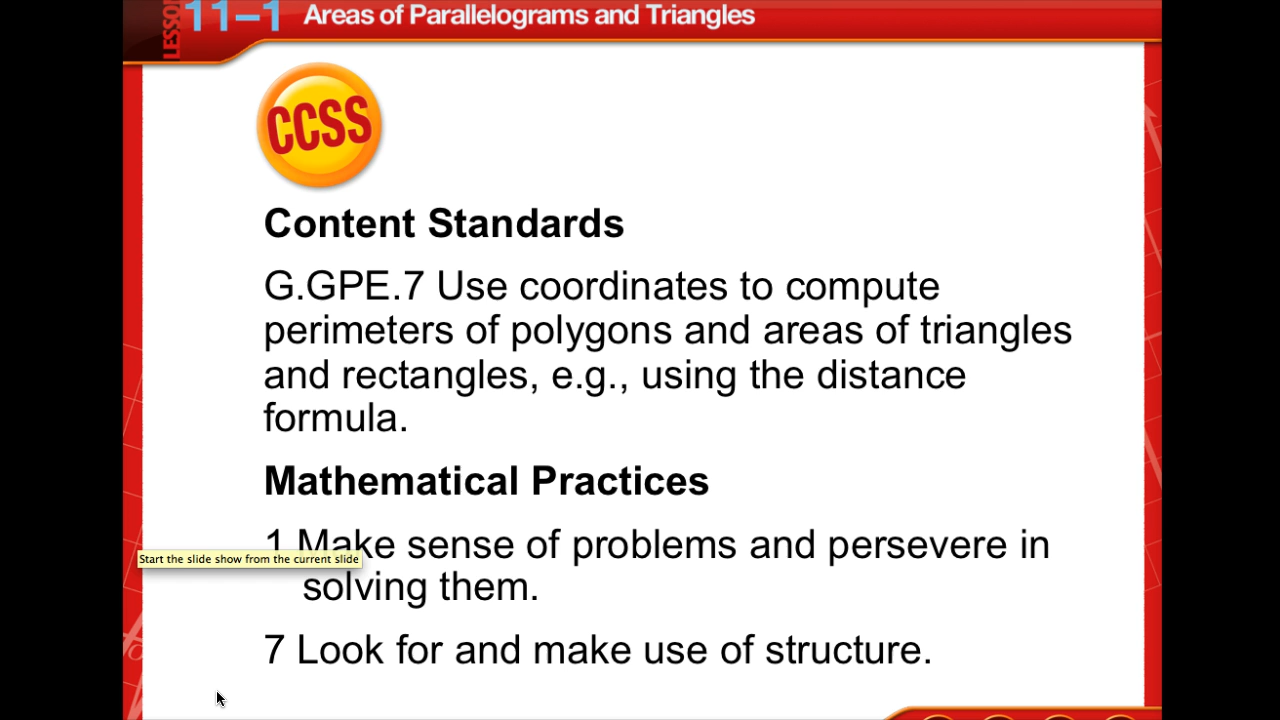 LESSON 11–1 Areas of Parallelograms and Triangles
CCSS
Content Standards
G.GPE.7 Use coordinates to compute
perimeters of polygons and areas of triangles
and rectangles, e.g., using the distance
formula.
Mathematical Practices
1 Make sense of problems and persevere in
Start the slide show from the current slide
solving them.
7 Look for and make use of structure.